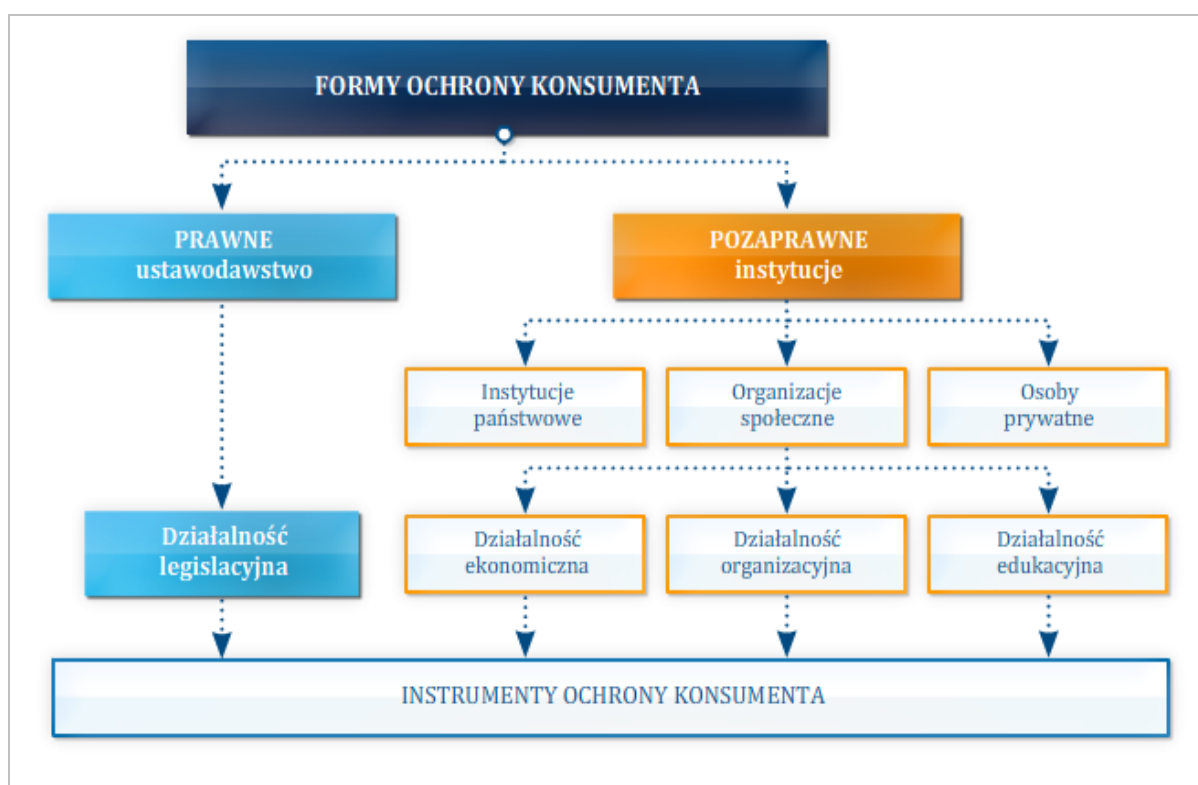 FORMY OCHRONY KONSUMENTA
PRAWNE
ustawodawstwo
POZAPRAWNE
instytucje
Instytucje
państwowe
Organizacje
społeczne
Osoby
prywatne
Działalność
legislacyjna
Działalność
ekonomiczna
Działalność
organizacyjna
Działalność
edukacyjna
INSTRUMENTY OCHRONY KONSUMENTA